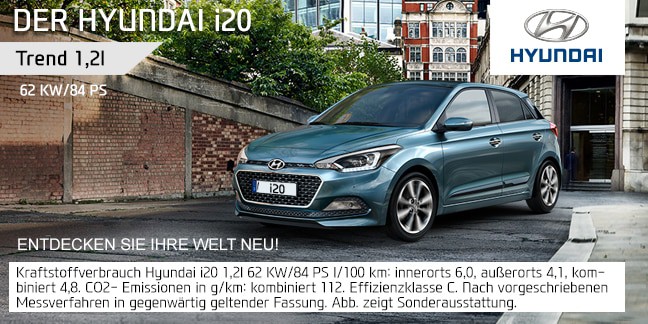 DER HYUNDAI i20
Trend 1,2l
62 KW/84 PS
HYUNDAI
i20
ENTDECKEN SIE IHRE WELT NEU!
Kraftstoffverbrauch Hyundai i20 1,2l 62 KW/84 PS l/100 km: innerorts 6,0, außerorts 4,1, kom-
biniert 4,8. CO2- Emissionen in g/km: kombiniert 112. Effizienzklasse C. Nach vorgeschriebenen
Messverfahren in gegenwärtig geltender Fassung. Abb. zeigt Sonderausstattung.